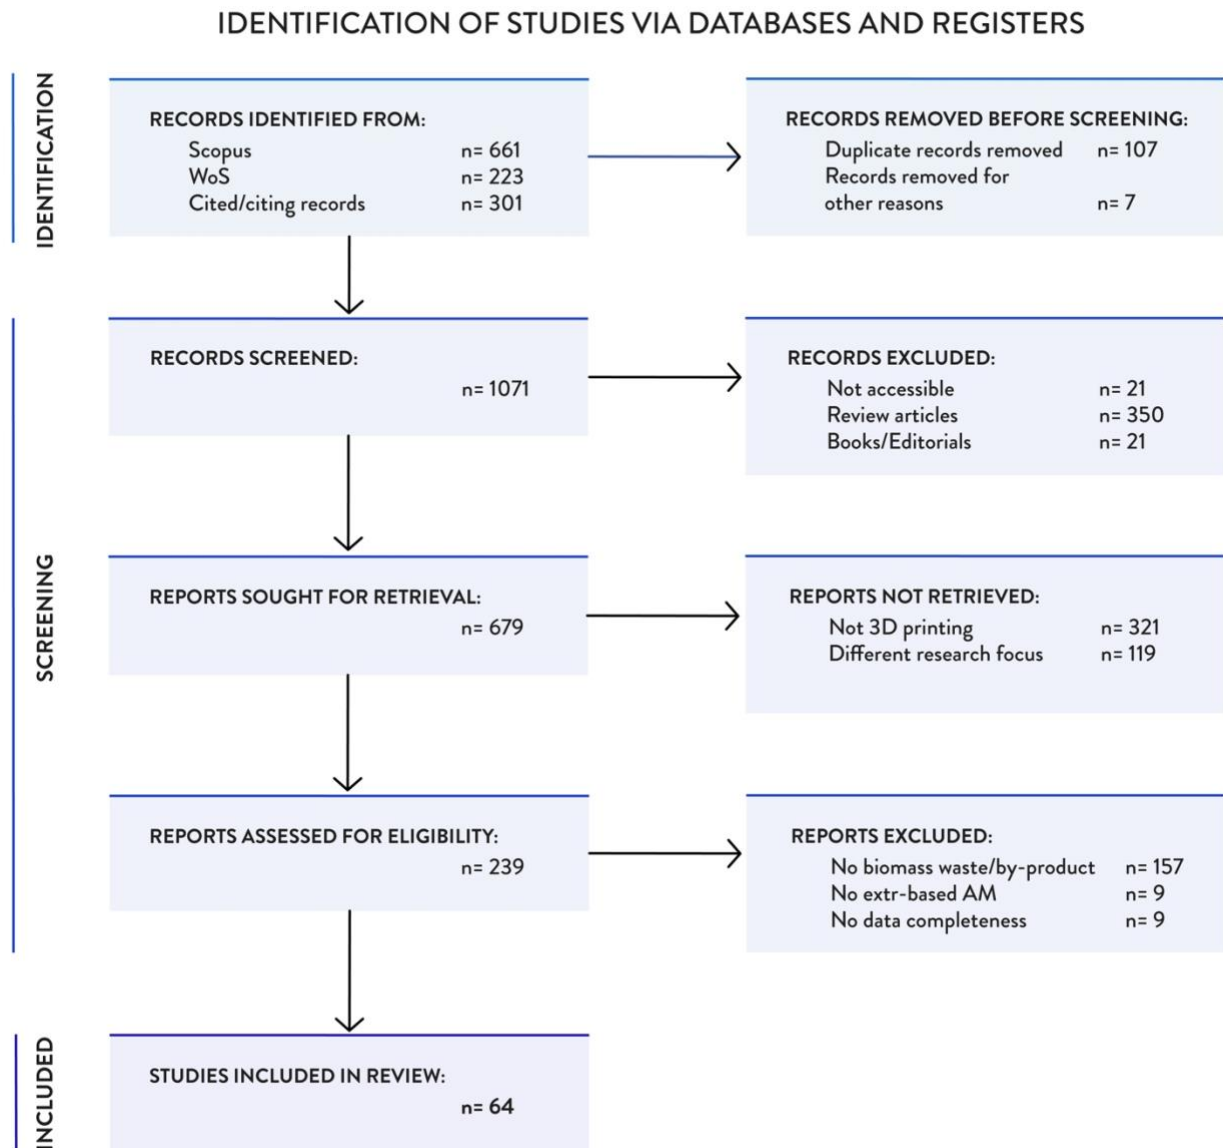 IDENTIFICATION OF STUDIES VIA DATABASES AND REGISTERS
IDENTIFICATION
RECORDS IDENTIFIED FROM:
Scopus n= 661
WoS n= 223
Cited/citing records n= 301
RECORDS REMOVED BEFORE SCREENING:
Duplicate records removed n= 107
Records removed for
other reasons n= 7
SCREENING
RECORDS SCREENED:
n= 1071
RECORDS EXCLUDED:
Not accessible n= 21
Review articles n= 350
Books/Editorials n= 21
REPORTS SOUGHT FOR RETRIEVAL:
n= 679
REPORTS NOT RETRIEVED:
Not 3D printing n= 321
Different research focus n= 119
REPORTS ASSESSED FOR ELIGIBILITY:
n= 239
REPORTS EXCLUDED:
No biomass waste/by-product n= 157
No extr-based AM n= 9
No data completeness n= 9
INCLUDED
STUDIES INCLUDED IN REVIEW:
n= 64